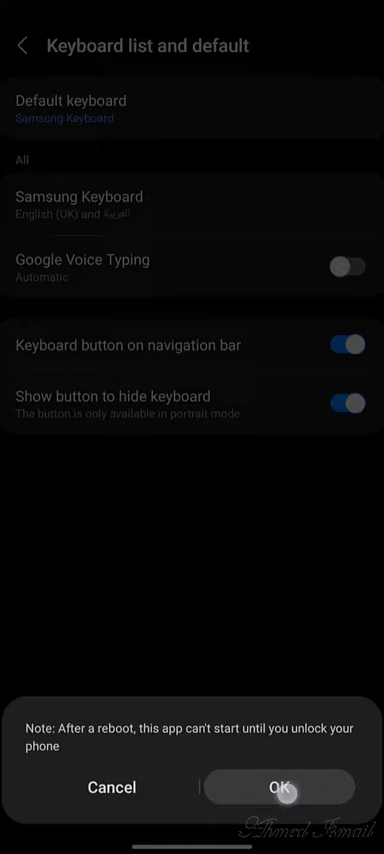 Keyboard list and default
Default keyboard
Samsung Keyboard
All
Samsung Keyboard
English (UK) and العربية
Google Voice Typing
Automatic
Keyboard button on navigation bar
Show button to hide keyboard
The button is only available in portrait mode
Note: After a reboot, this app can't start until you unlock your
phone
Cancel
OK
Ahmed Ismail